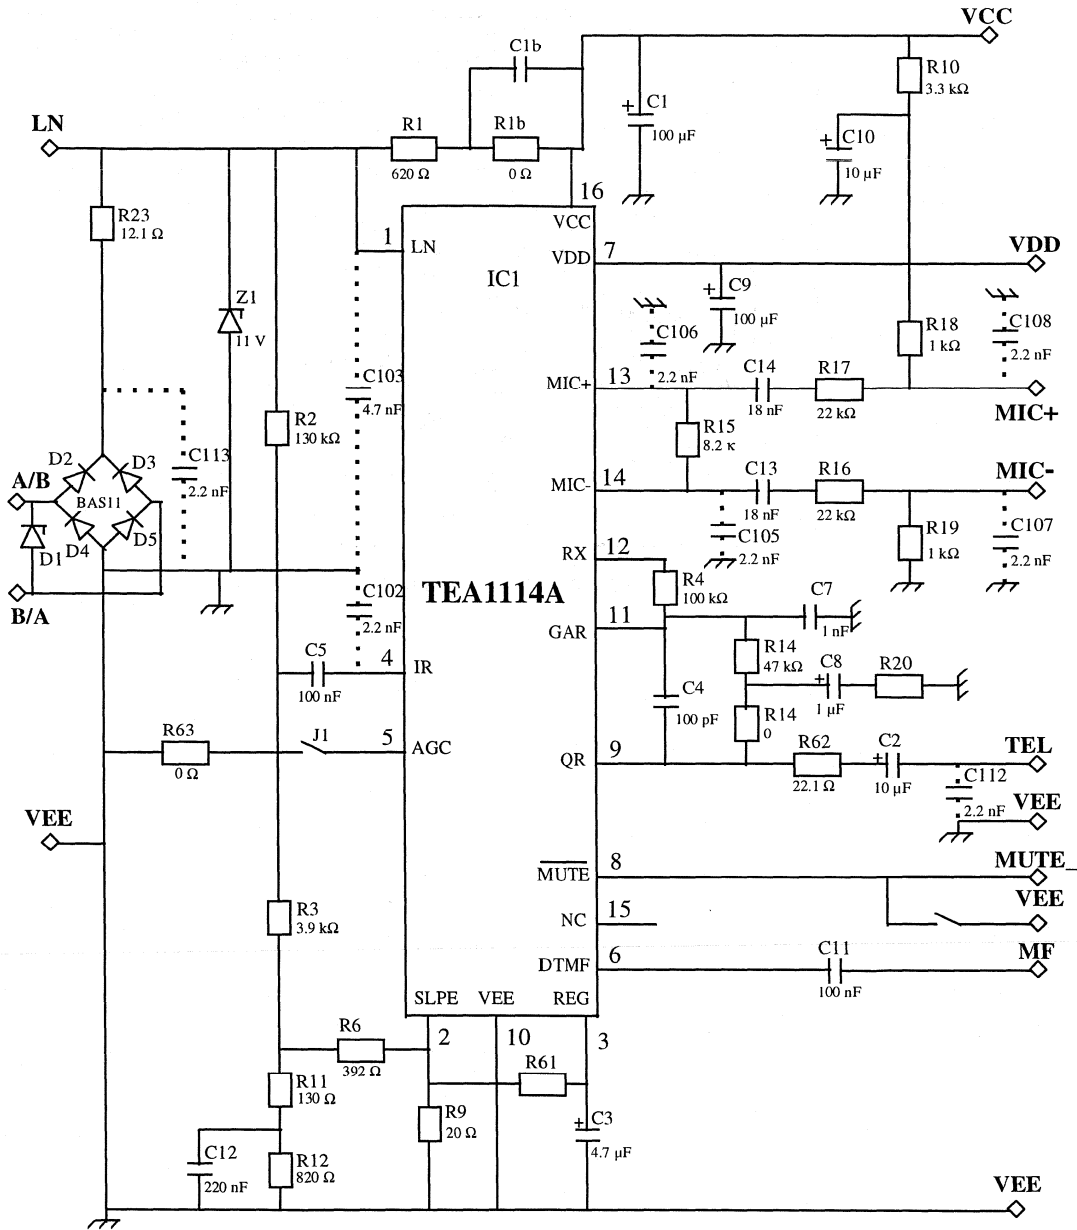 VCC
C1b
R10
3.3 kΩ
+ C1
100 µF
LN
R1
620 Ω
R1b
0 Ω
+ C10
10 µF
16
VCC
R23
12.1 Ω
1
LN
7
VDD
VDD
IC1
Z1
11 V
+ C9
100 µF
C106
2.2 nF
R18
1 kΩ
C108
2.2 nF
C103
4.7 nF
MIC+
13
C14
18 nF
R17
22 kΩ
MIC+
R2
130 kΩ
R15
8.2 κ
C113
2.2 nF
D2
D3
A/B
BAS11
D4
D5
D1
B/A
MIC-
14
C13
18 nF
R16
22 kΩ
MIC-
C105
2.2 nF
R19
1 kΩ
C107
2.2 nF
RX
12
R4
100 kΩ
TEA1114A
C102
2.2 nF
C7
1 nF
GAR
11
R14
47 kΩ
C5
100 nF
4
IR
+ C8
1 µF
R20
C4
100 pF
R14
0
R63
0 Ω
J1
5
AGC
QR
9
R62
22.1 Ω
+ C2
10 µF
TEL
C112
2.2 nF
VEE
VEE
MUTE
8
MUTE_
VEE
R3
3.9 kΩ
NC
15
DTMF
6
C11
100 nF
MF
SLPE
VEE
REG
2
10
3
R6
392 Ω
R61
R11
130 Ω
R9
20 Ω
+ C3
4.7 µF
C12
220 nF
R12
820 Ω
VEE